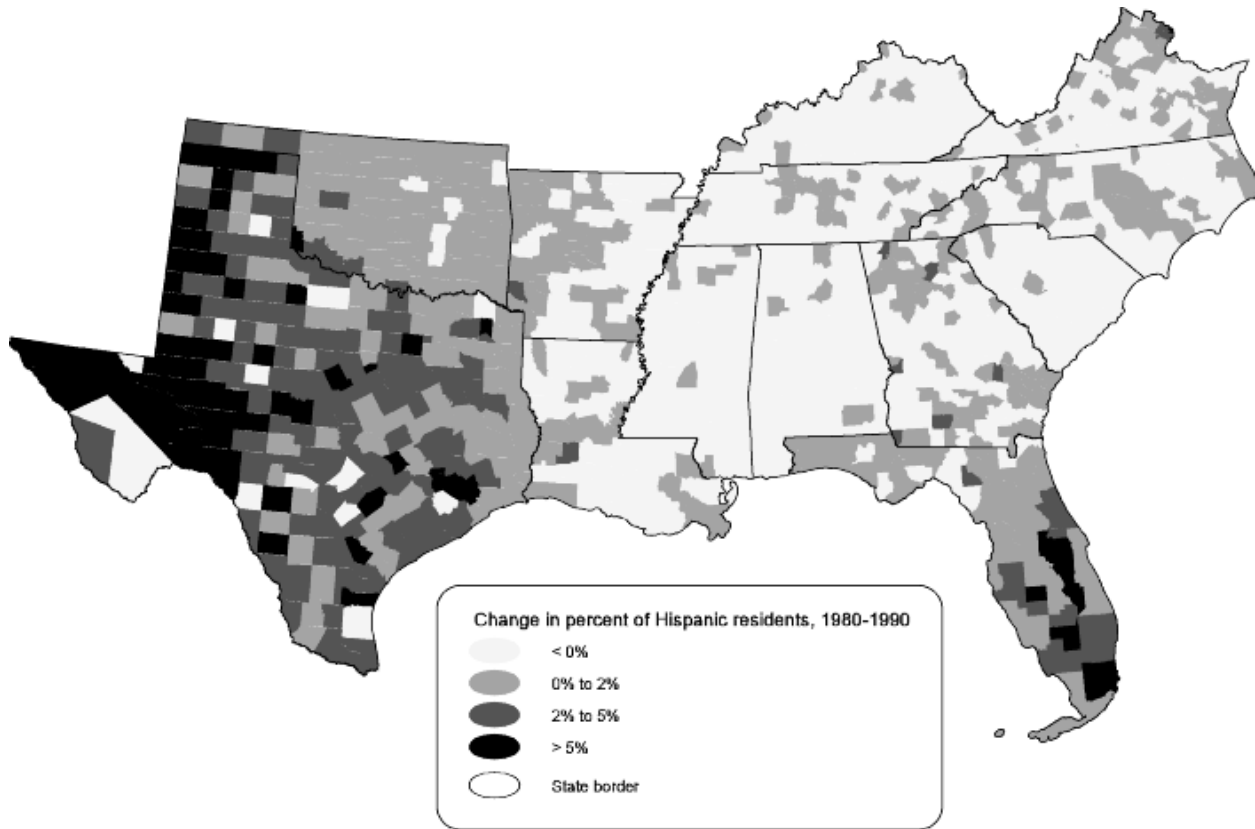 Change in percent of Hispanic residents, 1980-1990
< 0%
0% to 2%
2% to 5%
> 5%
State border